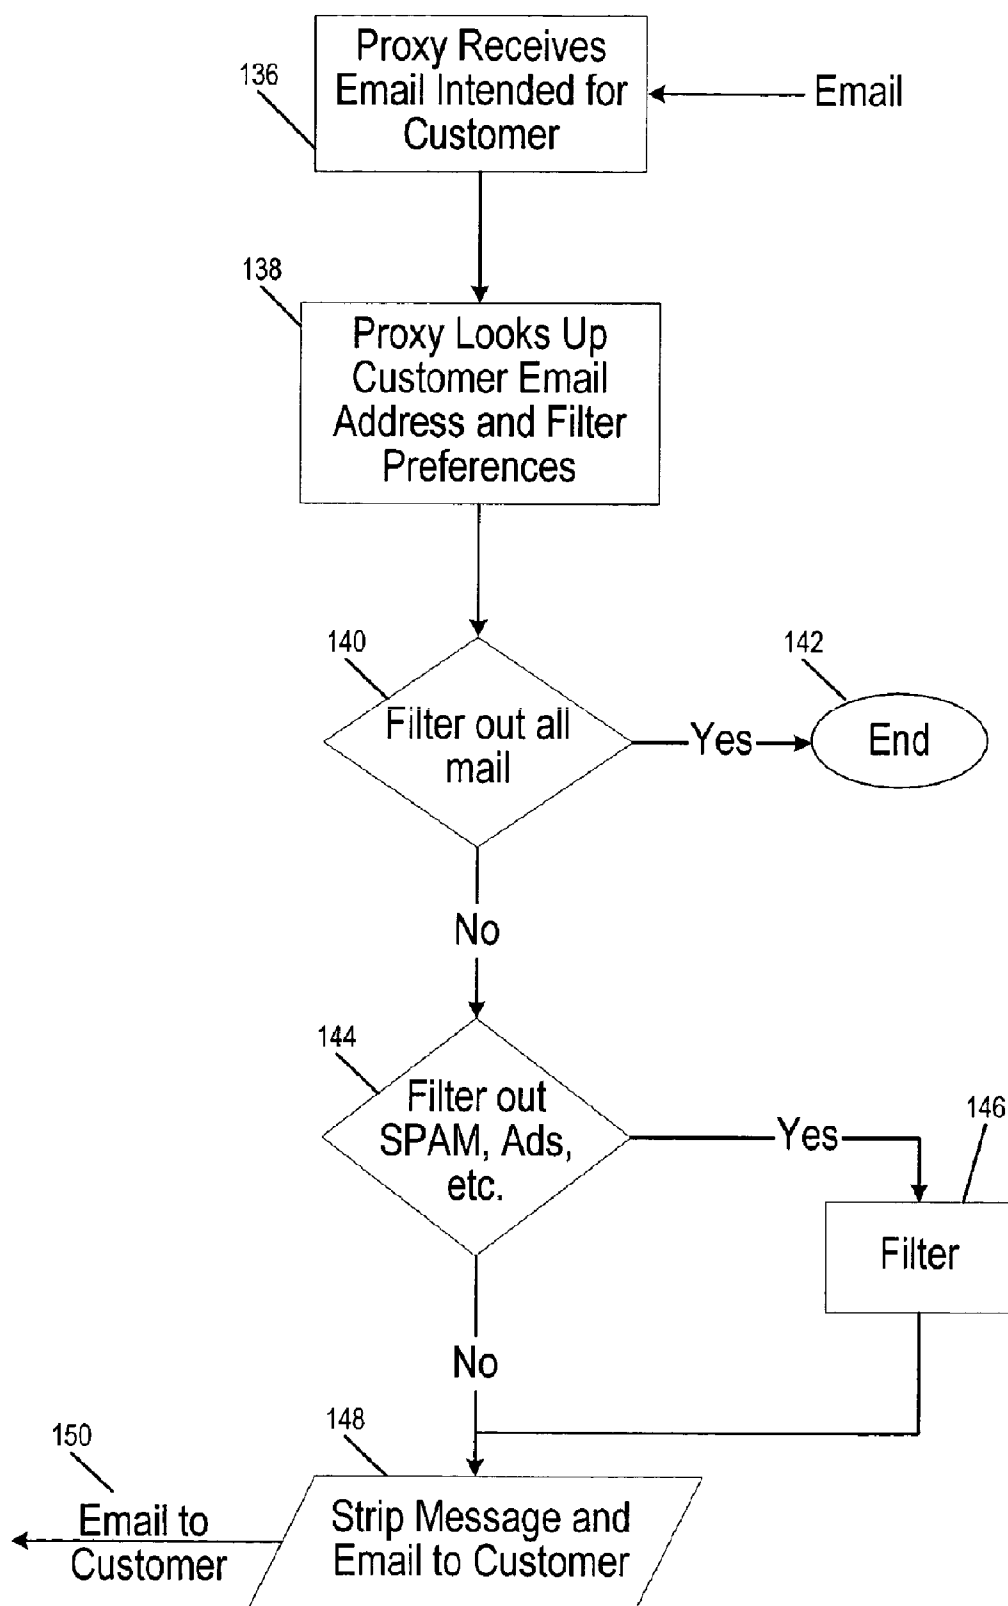 136
Proxy Receives
Email Intended for
Customer
Email
138
Proxy Looks Up
Customer Email
Address and Filter
Preferences
140
Filter out all
mail
Yes
142
End
No
144
Filter out
SPAM, Ads,
etc.
Yes
146
Filter
No
148
Strip Message and
Email to Customer
150
Email to
Customer